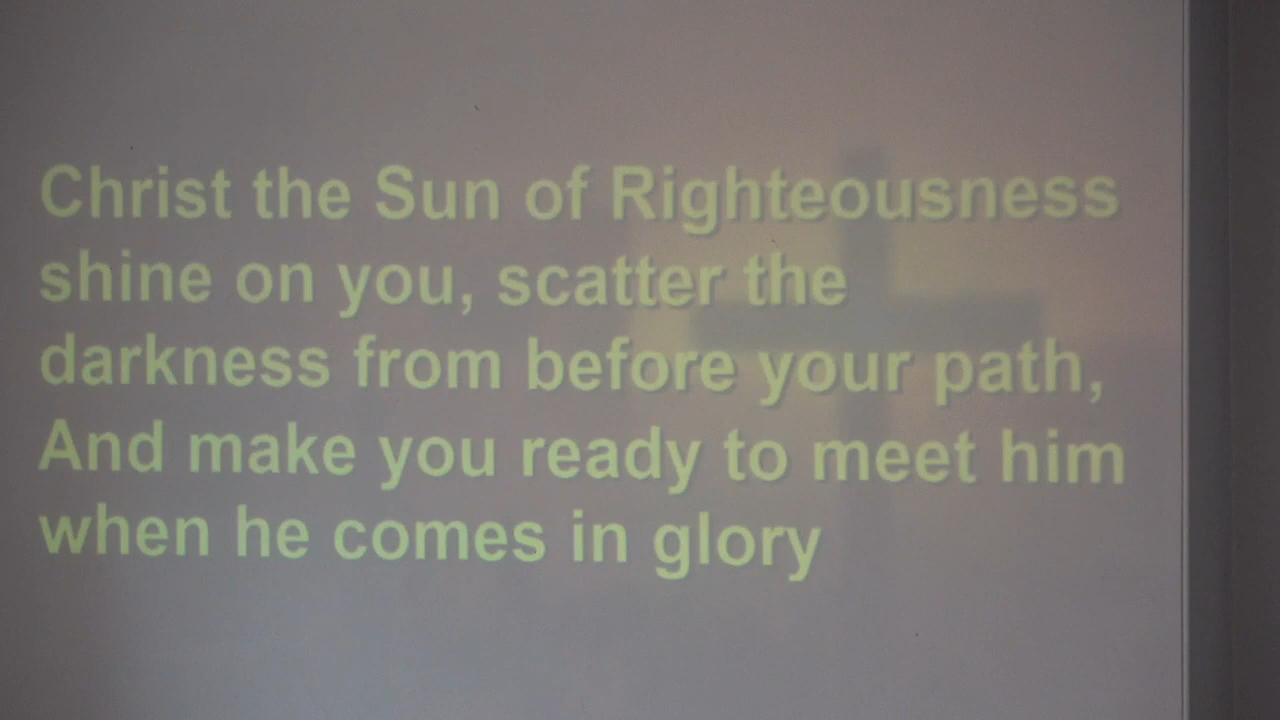 Christ the Sun of Righteousness
shine on you, scatter the
darkness from before your path,
And make you ready to meet him
when he comes in glory